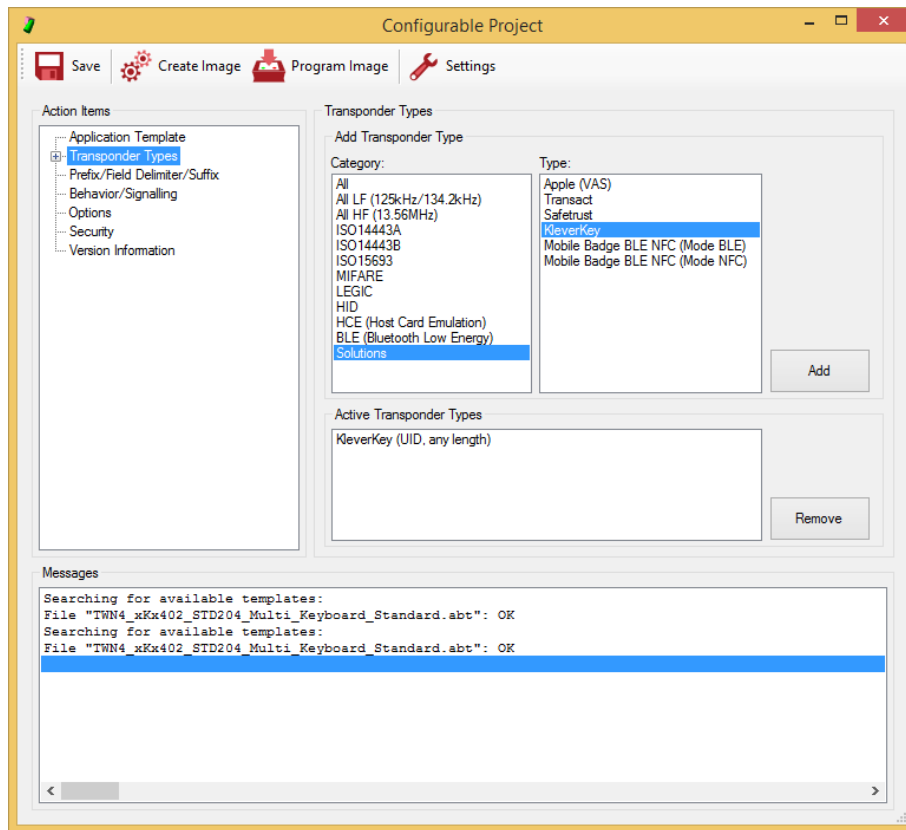 Configurable Project
Save
Create Image
Program Image
Settings
Action Items
Application Template
Transponder Types
Prefix/Field Delimiter/Suffix
Behavior/Signalling
Options
Security
Version Information
Transponder Types
Add Transponder Type
Category:
All
All LF (125kHz/134.2kHz)
All HF (13.56MHz)
ISO14443A
ISO14443B
ISO15693
MIFARE
LEGIC
HID
HCE (Host Card Emulation)
BLE (Bluetooth Low Energy)
Solutions
Type:
Apple (VAS)
Transact
Safetrust
KleverKey
Mobile Badge BLE NFC (Mode BLE)
Mobile Badge BLE NFC (Mode NFC)
Add
Active Transponder Types
KleverKey (UID, any length)
Remove
Messages
Searching for available templates:
File "TWN4_xKx402_STD204_Multi_Keyboard_Standard.abt": OK
Searching for available templates:
File "TWN4_xKx402_STD204_Multi_Keyboard_Standard.abt": OK